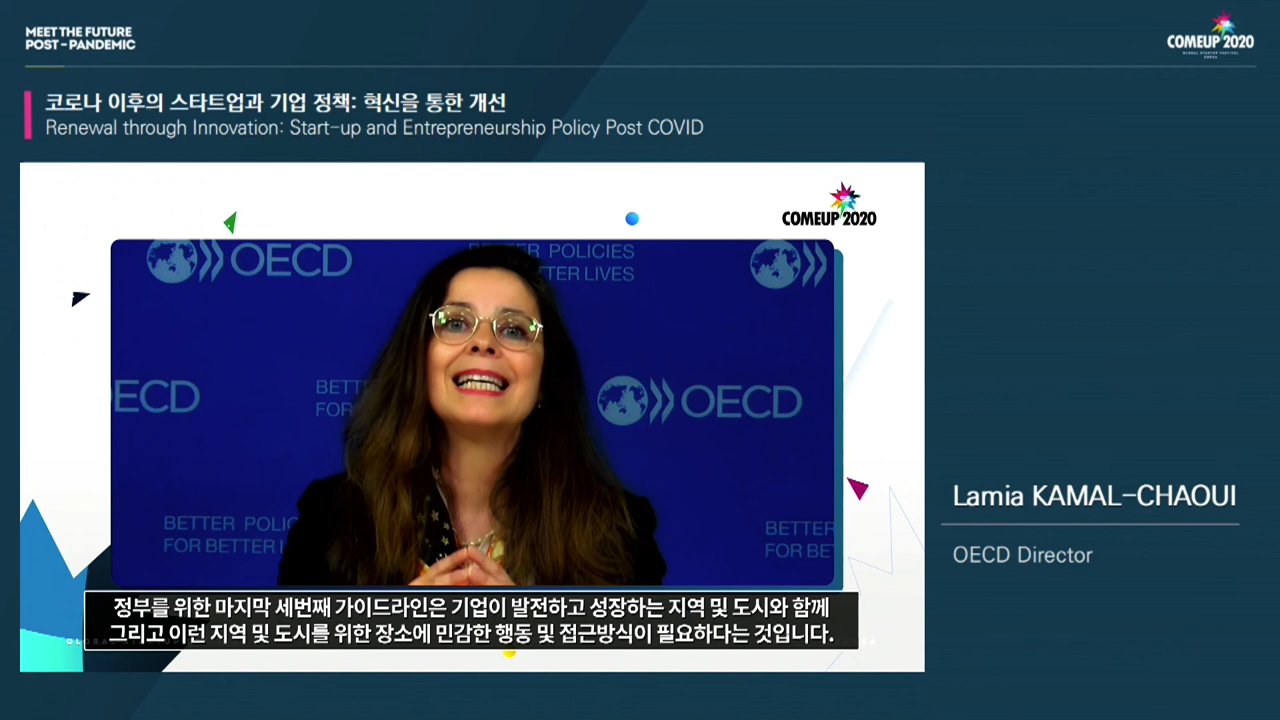 MEET THE FUTURE
POST-PANDEMIC
COMEUP 2020
코로나 이후의 스타트업과 기업 정책: 혁신을 통한 개선
Renewal through Innovation: Start-up and Entrepreneurship Policy Post COVID
COMEUP 2020
OECD
BETTER POLICIES
TER LIVES
ECD
BETT
FOR
OECD
BETTER POLIC
FOR BETTER L
BETTER
FOR BE
Lamia KAMAL-CHAOUI
OECD Director
정부를 위한 마지막 세번째 가이드라인은 기업이 발전하고 성장하는 지역 및 도시와 함께
그리고 이런 지역 및 도시를 위한 장소에 민감한 행동 및 접근방식이 필요하다는 것입니다.